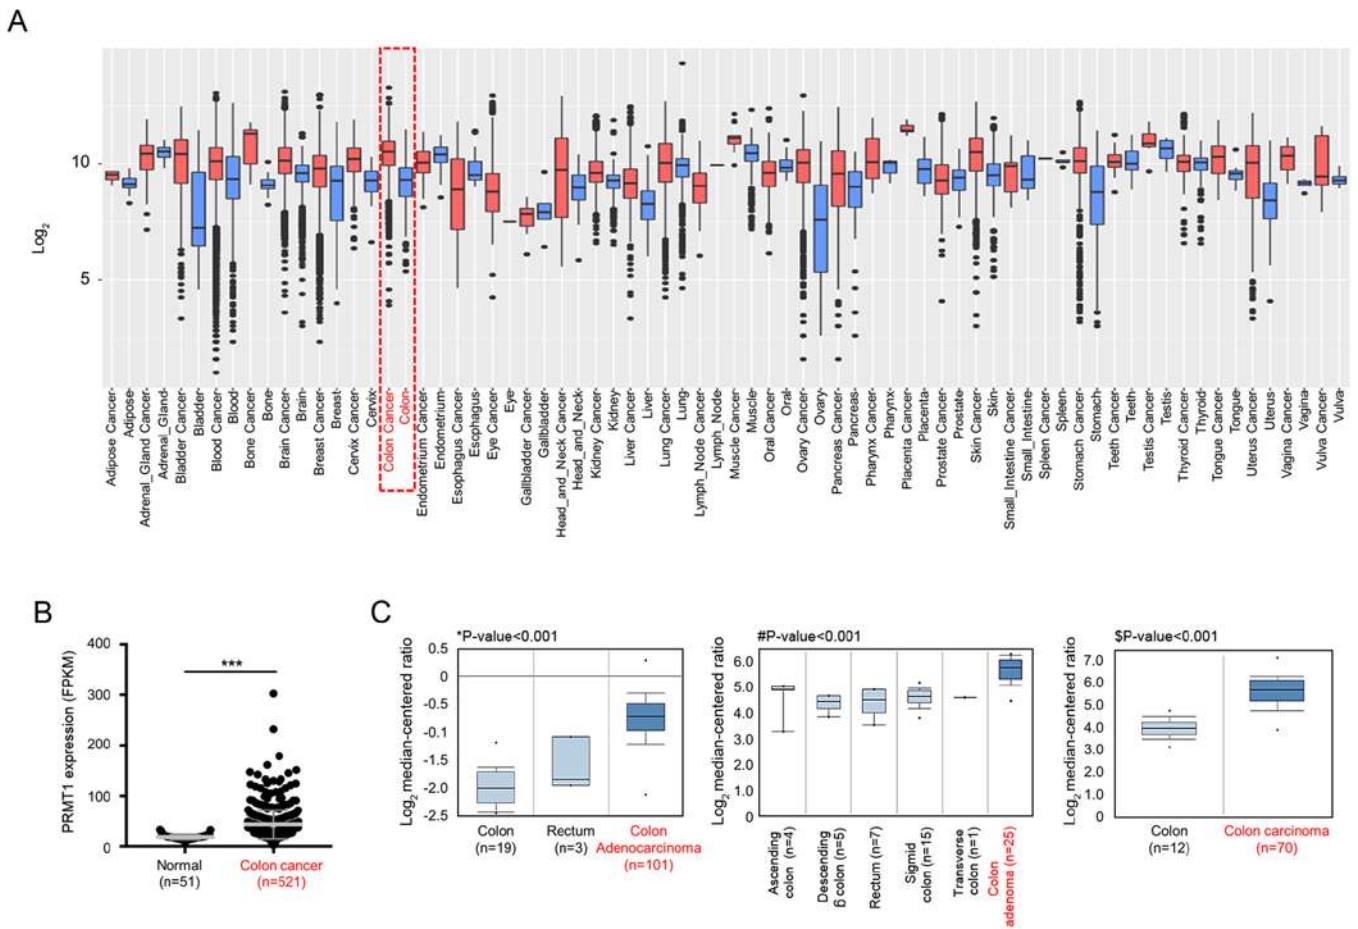 A
Log2
10
5
Adipose Cancer
Adipose
Adrenal_Gland Cancer
Adrenal_Gland
Bladder Cancer
Bladder
Blood Cancer
Blood
Bone Cancer
Bone
Brain Cancer
Brain
Breast Cancer
Breast
Cervix Cancer
Cervix
Colon Cancer
Colon
Endometrium Cancer
Endometrium
Esophagus Cancer
Esophagus
Eye Cancer
Eye
Gallbladder Cancer
Gallbladder
Head_and_Neck Cancer
Head_and_Neck
Kidney Cancer
Kidney
Liver Cancer
Liver
Lung Cancer
Lung
Lymph_Node Cancer
Lymph_Node
Muscle Cancer
Muscle
Oral Cancer
Oral
Ovary Cancer
Ovary
Pancreas Cancer
Pancreas
Pharynx Cancer
Pharynx
Placenta Cancer
Placenta
Prostate Cancer
Prostate
Skin Cancer
Skin
Small_Intestine Cancer
Small_Intestine
Spleen Cancer
Spleen
Stomach Cancer
Stomach
Teeth Cancer
Teeth
Testis Cancer
Testis
Thyroid Cancer
Thyroid
Tongue Cancer
Tongue
Uterus Cancer
Uterus
Vagina Cancer
Vagina
Vulva Cancer
Vulva
B
PRMT1 expression (FPKM)
400
300
200
100
0
***
Normal
(n=51)
Colon cancer
(n=521)
C
*P-value<0.001
Log2 median-centered ratio
0.5
0
-0.5
-0.1
-1.5
-2.0
-2.5
Colon
(n=19)
Rectum
(n=3)
Colon
Adenocarcinoma
(n=101)
#P-value<0.001
Log2 median-centered ratio
6.0
5.0
4.0
3.0
2.0
1.0
0
Ascending
colon (n=4)
Descending
6 colon (n=5)
Rectum (n=7)
Sigmid
colon (n=15)
Transverse
colon (n=1)
Colon
adenoma (n=25)
$P-value<0.001
Log2 median-centered ratio
7.0
6.0
5.0
4.0
3.0
2.0
1.0
0
Colon
(n=12)
Colon carcinoma
(n=70)